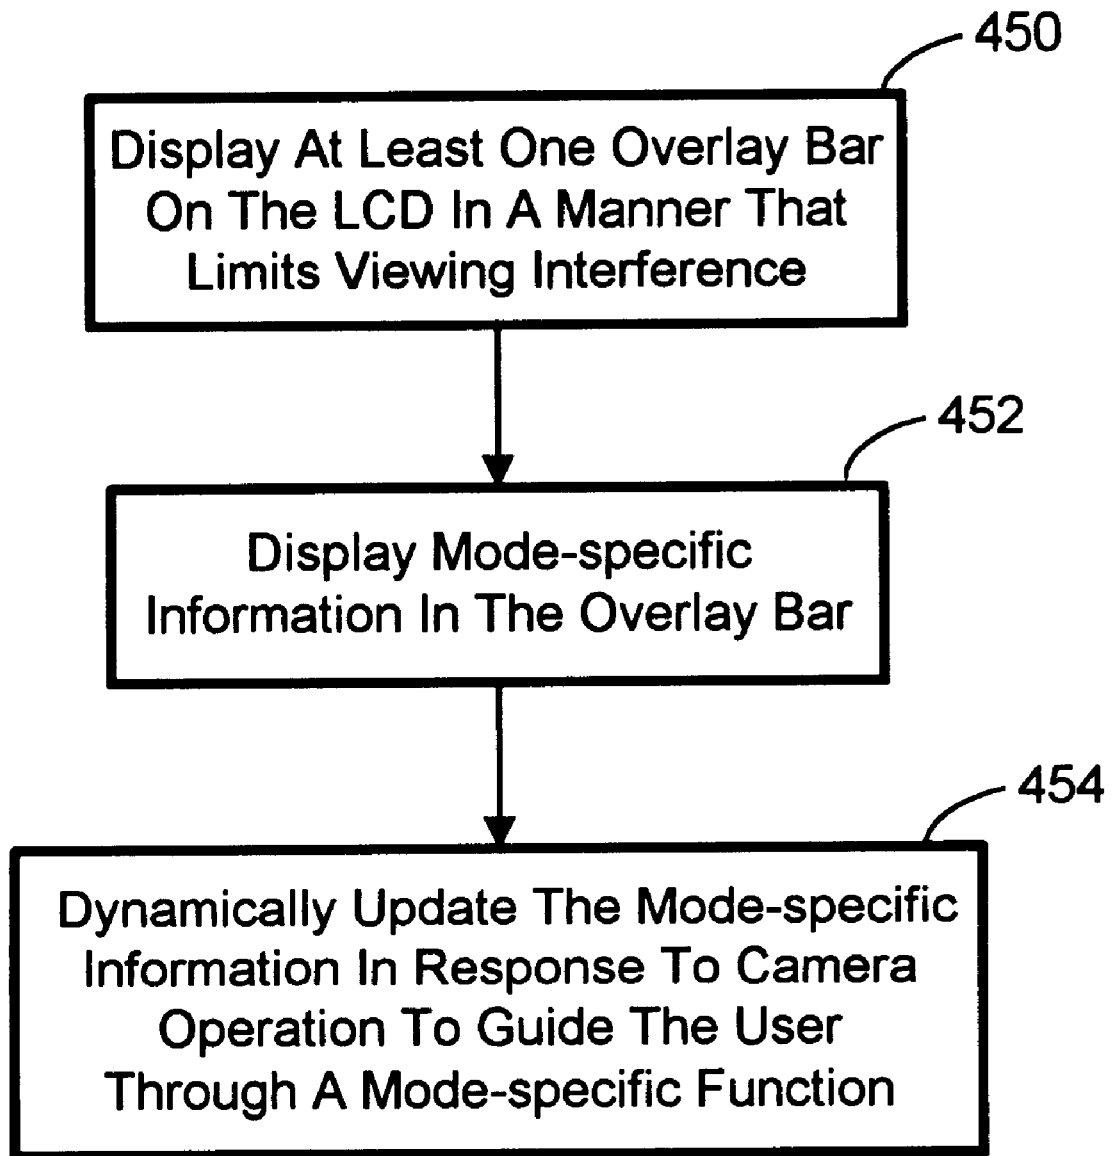 450
Display At Least One Overlay Bar
On The LCD In A Manner That
Limits Viewing Interference
452
Display Mode-specific
Information In The Overlay Bar
454
Dynamically Update The Mode-specific
Information In Response To Camera
Operation To Guide The User
Through A Mode-specific Function